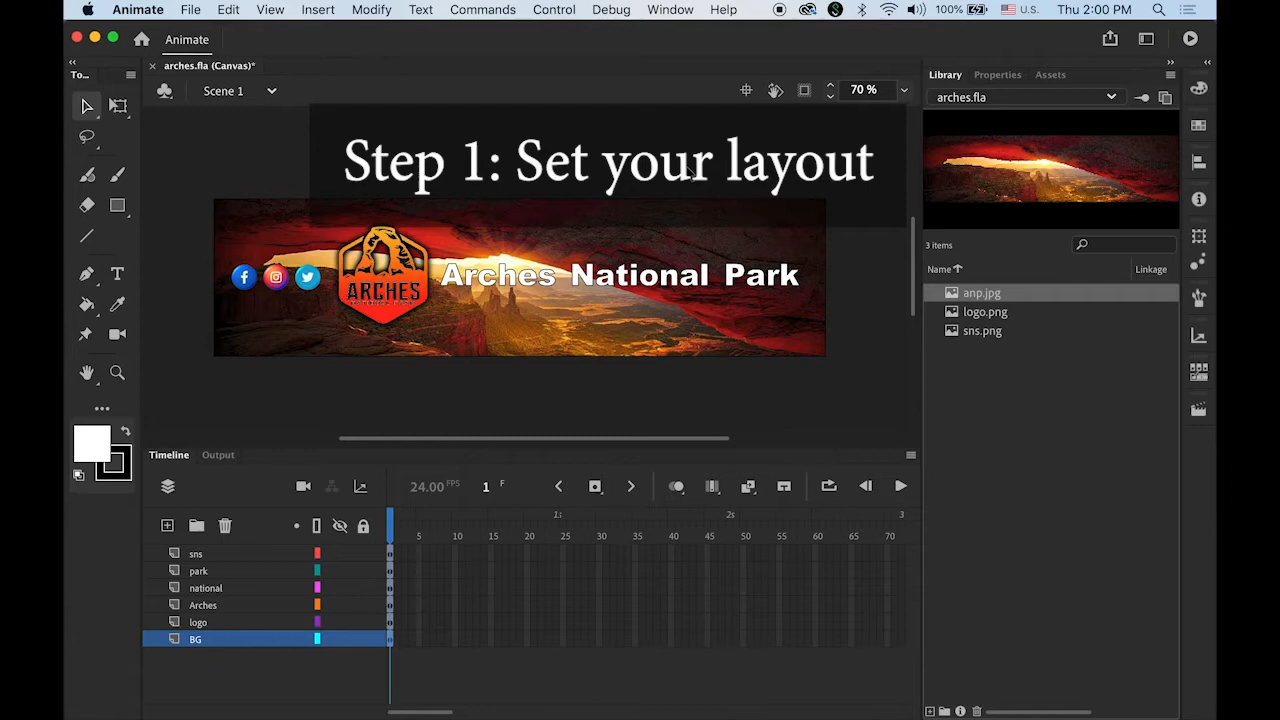 Animate File Edit View Insert Modify Text Commands Control Debug Window Help 100% U.S. Thu 2:00 PM
Animate
arches.fla (Canvas)*
To...
Scene 1
70 %
Step 1: Set your layout
ARCHES
Arches National Park
Library Properties Assets
arches.fla
3 items
Name Linkage
anp.jpg
logo.png
sns.png
Timeline Output
24.00 FPS 1 F
1s 2s 3
5 10 15 20 25 30 35 40 45 50 55 60 65 70
sns
park
national
Arches
logo
BG